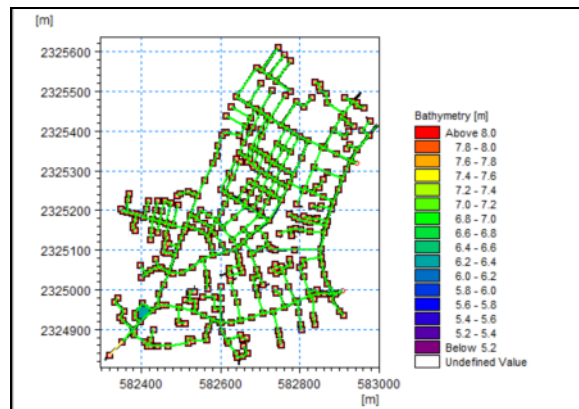 [m]
2325600
2325500
2325400
2325300
2325200
2325100
2325000
2324900
582400 582600 582800 583000
[m]
Bathymetry [m]
Above 8.0
7.8 - 8.0
7.6 - 7.8
7.4 - 7.6
7.2 - 7.4
7.0 - 7.2
6.8 - 7.0
6.6 - 6.8
6.4 - 6.6
6.2 - 6.4
6.0 - 6.2
5.8 - 6.0
5.6 - 5.8
5.4 - 5.6
5.2 - 5.4
Below 5.2
Undefined Value